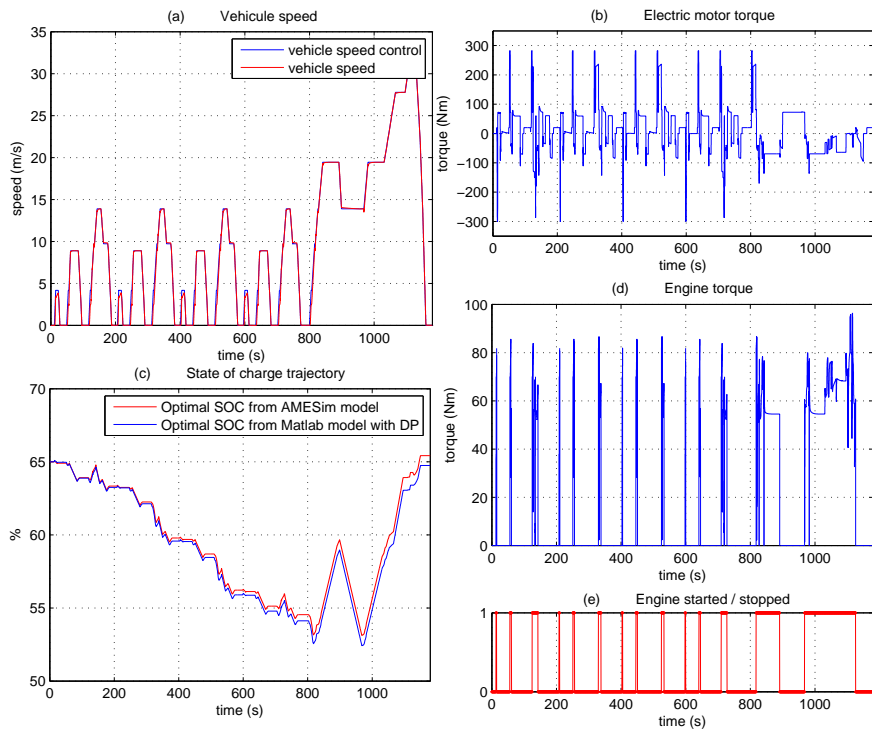 (a) Vehicule speed
vehicle speed control
vehicle speed
speed (m/s)
35
30
25
20
15
10
5
0
0 200 400 600 800 1000
time (s)
(b) Electric motor torque
torque (Nm)
300
200
100
0
−100
−200
−300
0 200 400 600 800 1000
time (s)
(c) State of charge trajectory
Optimal SOC from AMESim model
Optimal SOC from Matlab model with DP
%
70
65
60
55
50
0 200 400 600 800 1000
time (s)
(d) Engine torque
torque (Nm)
100
80
60
40
20
0
0 200 400 600 800 1000
time (s)
(e) Engine started / stopped
1
0
0 200 400 600 800 1000
time (s)